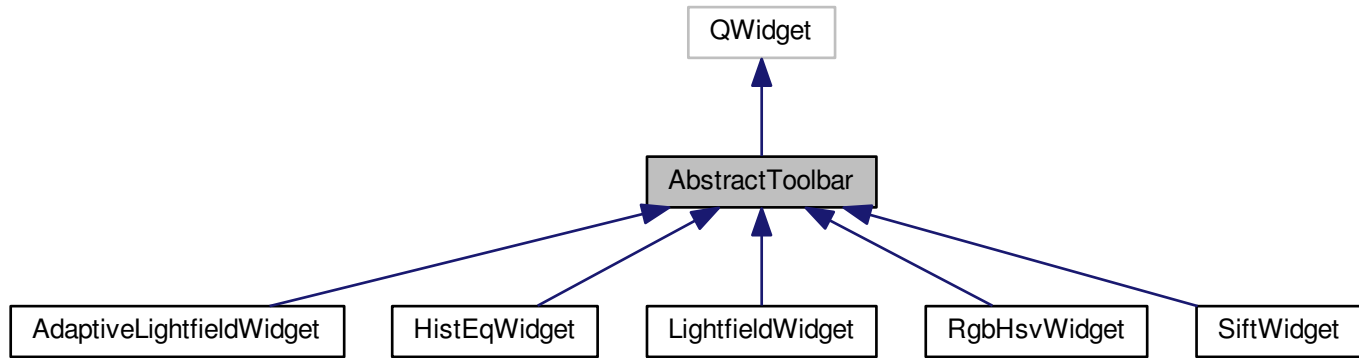 QWidget
AbstractToolbar
AdaptiveLightfieldWidget
HistEqWidget
LightfieldWidget
RgbHsvWidget
SiftWidget